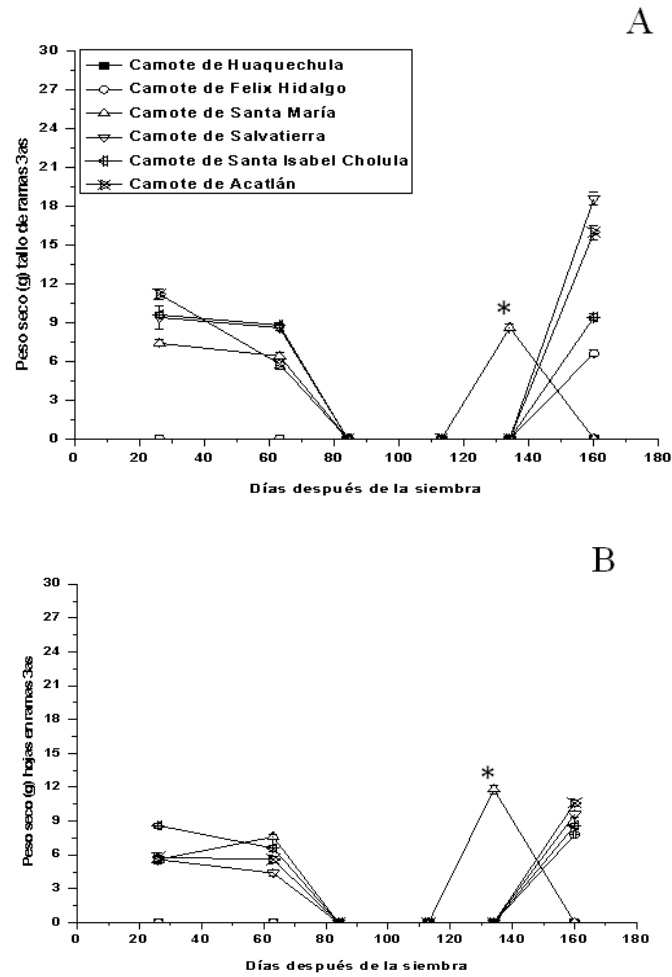 A
30
27
24
21
18
15
12
9
6
3
0
Peso seco (g) tallo de ramas 3as
Camote de Huaquechula
Camote de Felix Hidalgo
Camote de Santa María
Camote de Salvatierra
Camote de Santa Isabel Cholula
Camote de Acatlán
*
0 20 40 60 80 100 120 140 160 180
Días después de la siembra
B
30
27
24
21
18
15
12
9
6
3
0
Peso seco (g) hojas en ramas 3as
*
0 20 40 60 80 100 120 140 160 180
Días después de la siembra